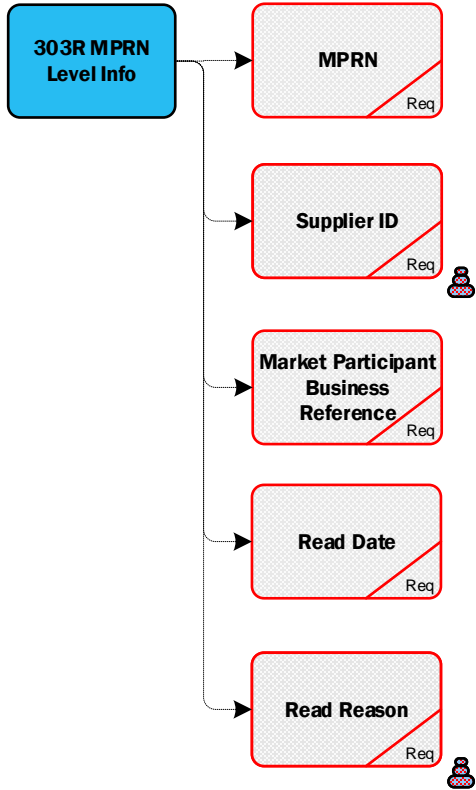 303R MPRN
Level Info
MPRN
Req
Supplier ID
Req
Market Participant
Business
Reference
Req
Read Date
Req
Read Reason
Req